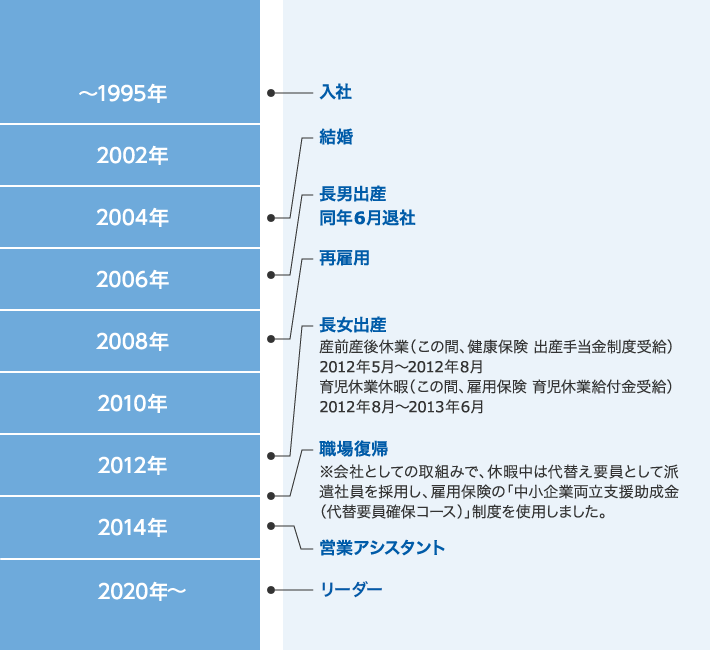 ～1995年
2002年
2004年
2006年
2008年
2010年
2012年
2014年
2020年～
入社
結婚
長男出産
同年6月退社
再雇用
長女出産
産前産後休業（この間、健康保険 出産手当金制度受給）
2012年5月～2012年8月
育児休業休暇（この間、雇用保険 育児休業給付金受給）
2012年8月～2013年6月
職場復帰
※会社としての取組みで、休暇中は代替え要員として派
遣社員を採用し、雇用保険の「中小企業両立支援助成金
（代替要員確保コース）」制度を使用しました。
営業アシスタント
リーダー